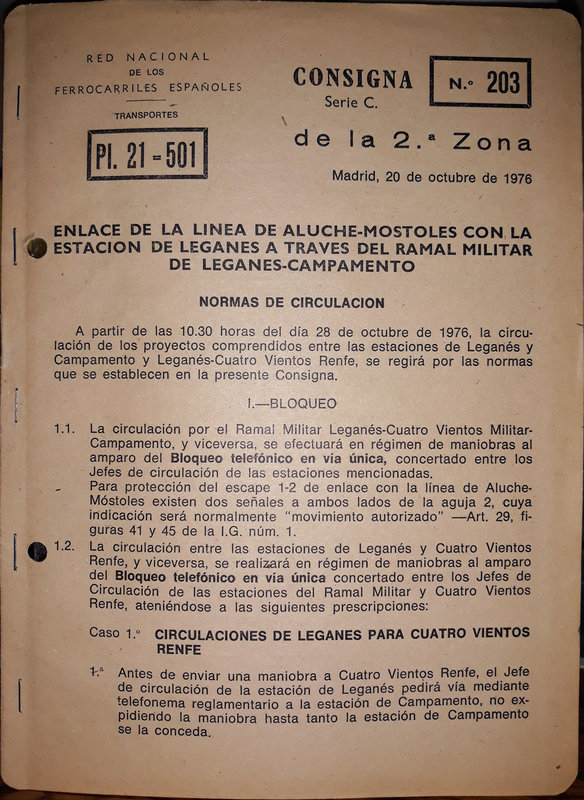 RED NACIONAL
DE LOS
FERROCARRILES ESPAÑOLES
TRANSPORTES
Pl. 21 = 501
CONSIGNA
Serie C.
N.º 203
de la 2.ª Zona
Madrid, 20 de octubre de 1976
ENLACE DE LA LINEA DE ALUCHE-MOSTOLES CON LA
ESTACION DE LEGANES A TRAVES DEL RAMAL MILITAR
DE LEGANES-CAMPAMENTO
NORMAS DE CIRCULACION
A partir de las 10.30 horas del día 28 de octubre de 1976, la circu-
lación de los proyectos comprendidos entre las estaciones de Leganés y
Campamento y Leganés-Cuatro Vientos Renfe, se regirá por las normas
que se establecen en la presente Consigna.
I.—BLOQUEO
1.1. La circulación por el Ramal Militar Leganés-Cuatro Vientos Militar-
Campamento, y viceversa, se efectuará en régimen de maniobras al
amparo del Bloqueo telefónico en vía única, concertado entre los
Jefes de circulación de las estaciones mencionadas.
Para protección del escape 1-2 de enlace con la línea de Aluche-
Móstoles existen dos señales a ambos lados de la aguja 2, cuya
indicación será normalmente "movimiento autorizado" —Art. 29, fi-
guras 41 y 45 de la I.G. núm. 1.
1.2. La circulación entre las estaciones de Leganés y Cuatro Vientos
Renfe, y viceversa, se realizará en régimen de maniobras al amparo
del Bloqueo telefónico en vía única concertado entre los Jefes de
Circulación de las estaciones del Ramal Militar y Cuatro Vientos
Renfe, ateniéndose a las siguientes prescripciones:
Caso 1.º CIRCULACIONES DE LEGANES PARA CUATRO VIENTOS
RENFE
1.ª Antes de enviar una maniobra a Cuatro Vientos Renfe, el Jefe
de circulación de la estación de Leganés pedirá vía mediante
telefonema reglamentario a la estación de Campamento, no ex-
pidiendo la maniobra hasta tanto la estación de Campamento
se la conceda.